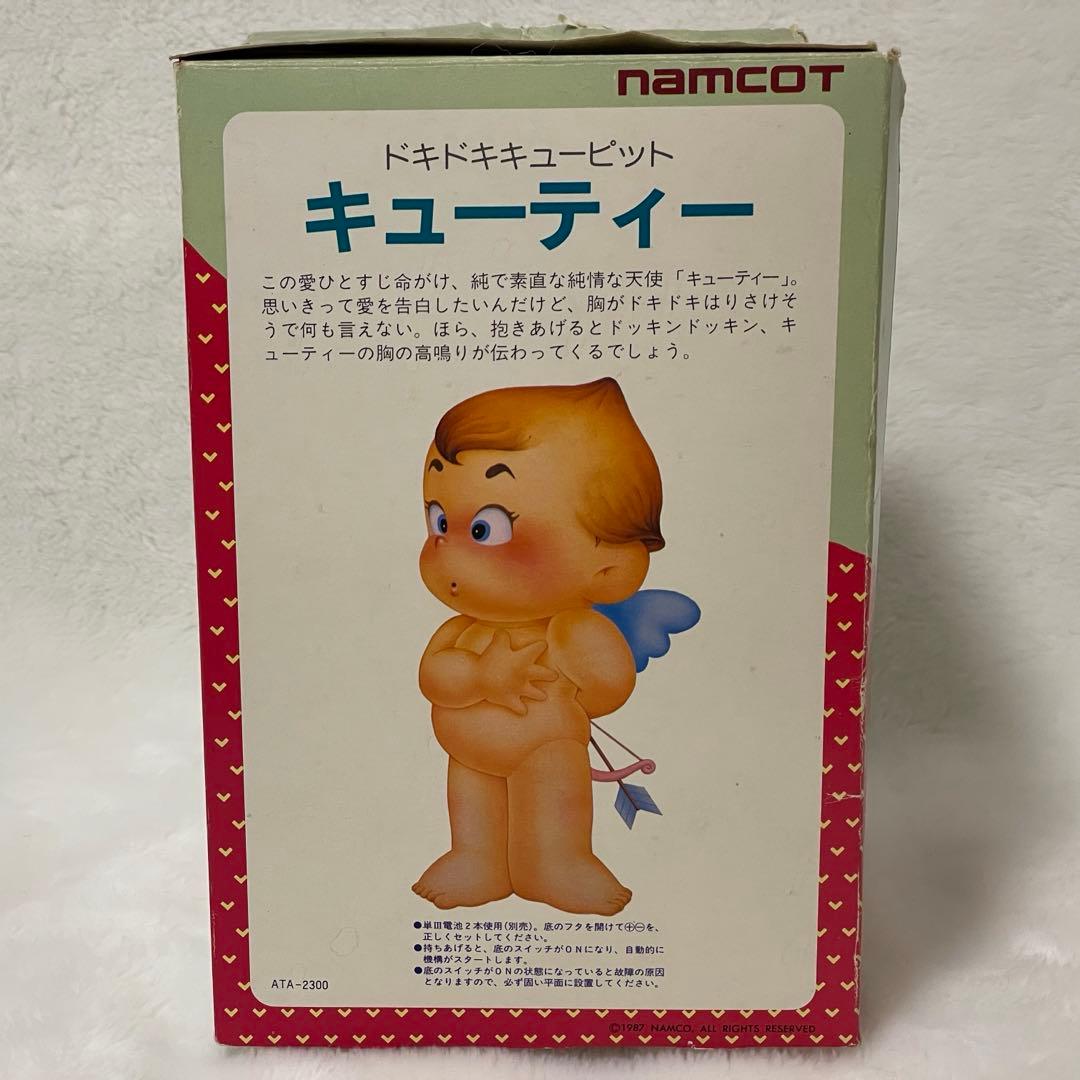 namcoT
ドキドキキューピット
キューティー
この愛ひとすじ命がけ、純で素直な純情な天使「キューティー」。
思いきって愛を告白したいんだけど、胸がドキドキはりさけそ
うで何も言えない。ほら、抱きあげるとドッキンドッキン、キ
ューティーの胸の高鳴りが伝わってくるでしょう。
●単III電池2本使用(別売)。底のフタを開けて⊕⊖を、
正しくセットしてください。
●持ちあげると、底のスイッチがONになり、自動的に
機構がスタートします。
●底のスイッチがONの状態になっていると故障の原因
となりますので、必ず固い平面に設置してください。
ATA-2300
©1987 NAMCO, ALL RIGHTS RESERVED